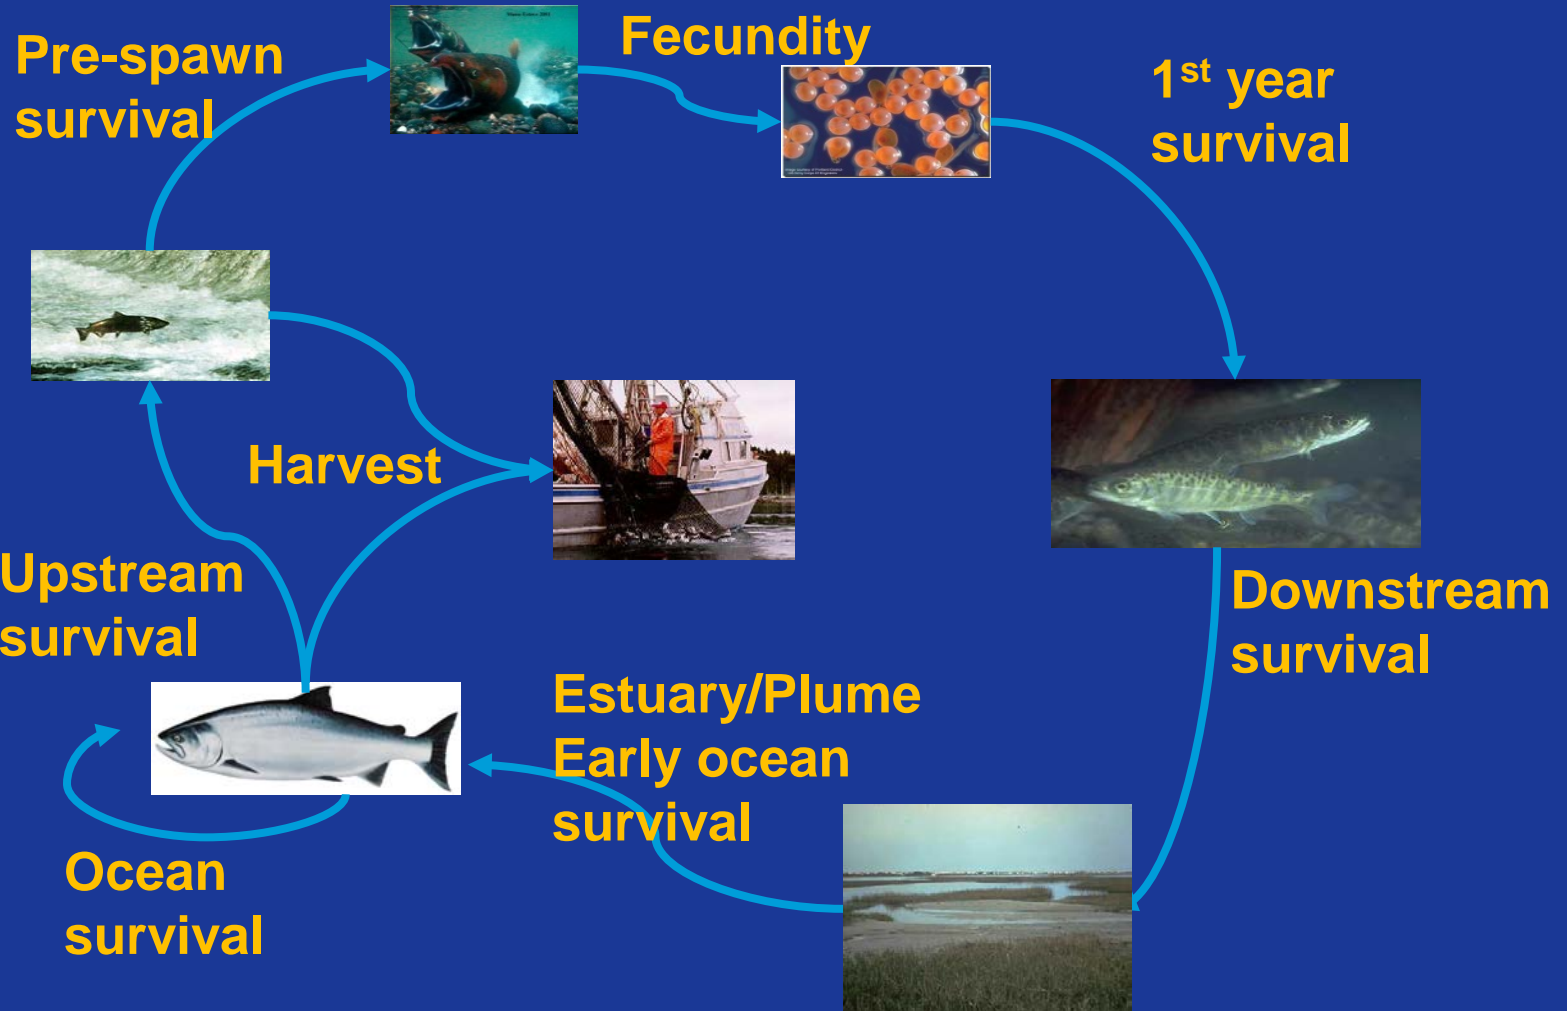 Pre-spawn
survival
Fecundity
1st year
survival
Harvest
Upstream
survival
Downstream
survival
Estuary/Plume
Early ocean
survival
Ocean
survival